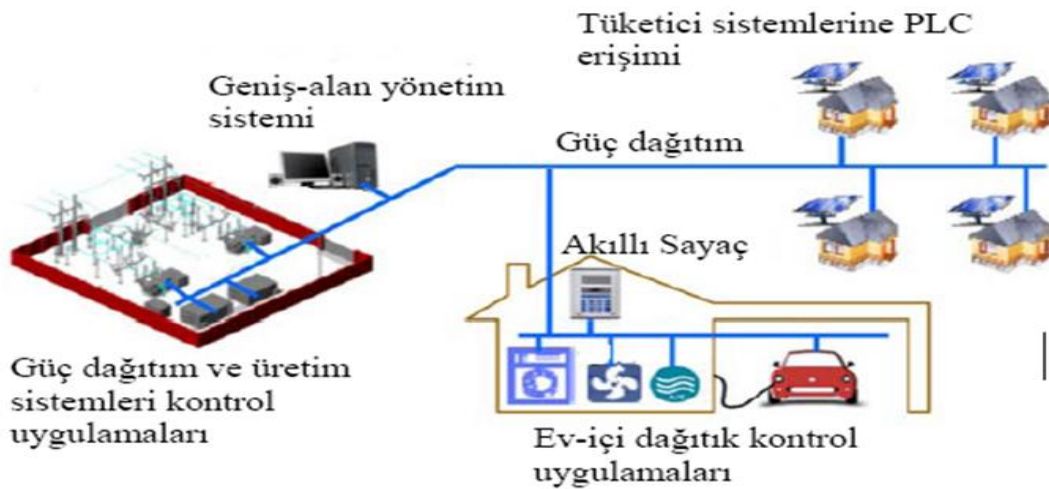 Tüketici sistemlerine PLC
erişimi
Geniş-alan yönetim
sistemi
Güç dağıtım
Akıllı Sayaç
Güç dağıtım ve üretim
sistemleri kontrol
uygulamaları
Ev-içi dağıtık kontrol
uygulamaları